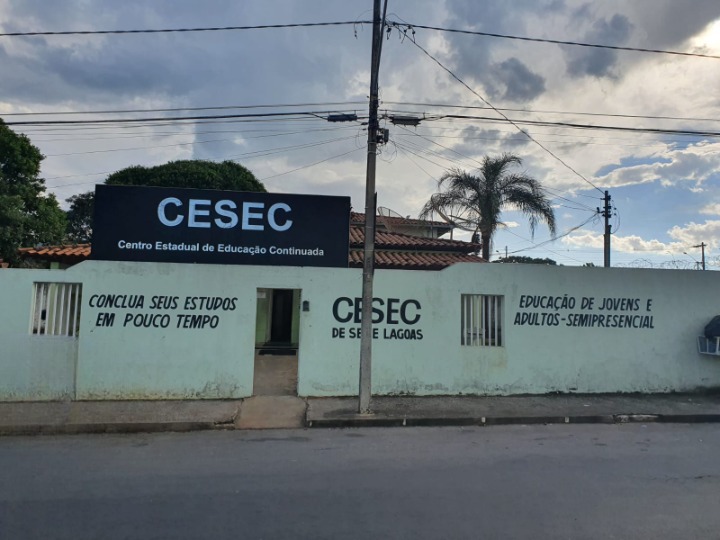 CESEC
Centro Estadual de Educação Continuada
CONCLUA SEUS ESTUDOS
EM POUCO TEMPO
CESEC
DE SETE LAGOAS
EDUCAÇÃO DE JOVENS E
ADULTOS-SEMIPRESENCIAL